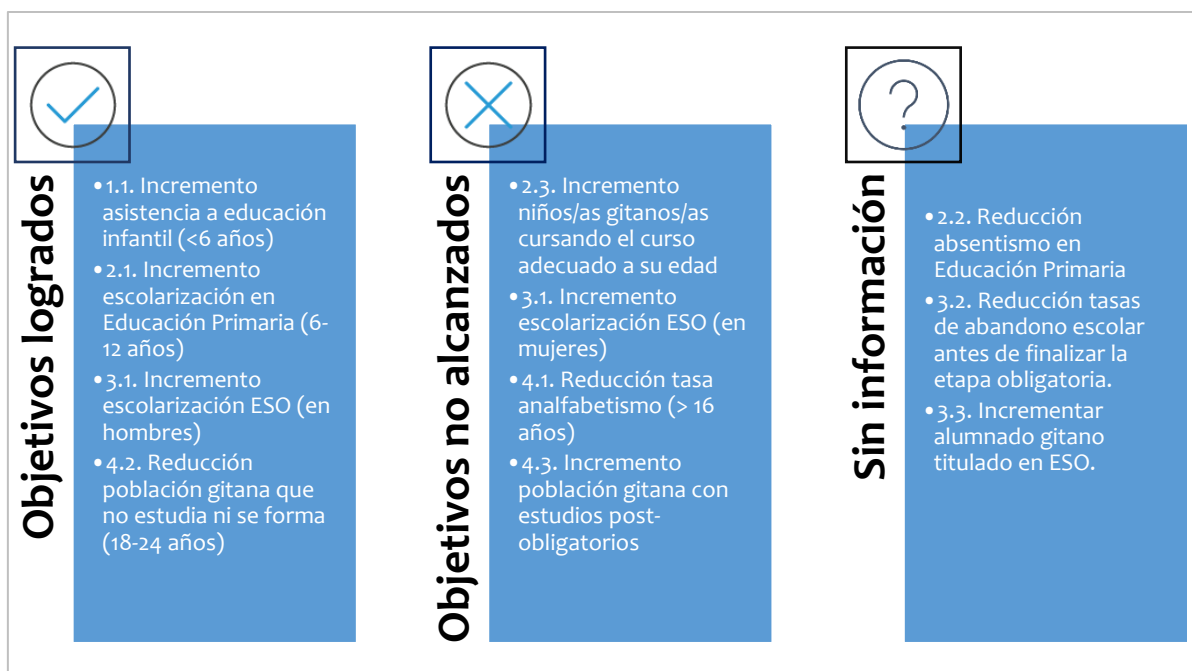 Objetivos logrados
•1.1. Incremento
asistencia a educación
infantil (<6 años)
•2.1. Incremento
escolarización en
Educación Primaria (6-
12 años)
•3.1. Incremento
escolarización ESO (en
hombres)
•4.2. Reducción
población gitana que
no estudia ni se forma
(18-24 años)
Objetivos no alcanzados
•2.3. Incremento
niños/as gitanos/as
cursando el curso
adecuado a su edad
•3.1. Incremento
escolarización ESO (en
mujeres)
•4.1. Reducción tasa
analfabetismo (> 16
años)
•4.3. Incremento
población gitana con
estudios post-
obligatorios
Sin información
•2.2. Reducción
absentismo en
Educación Primaria
•3.2. Reducción tasas
de abandono escolar
antes de finalizar la
etapa obligatoria.
•3.3. Incrementar
alumnado gitano
titulado en ESO.